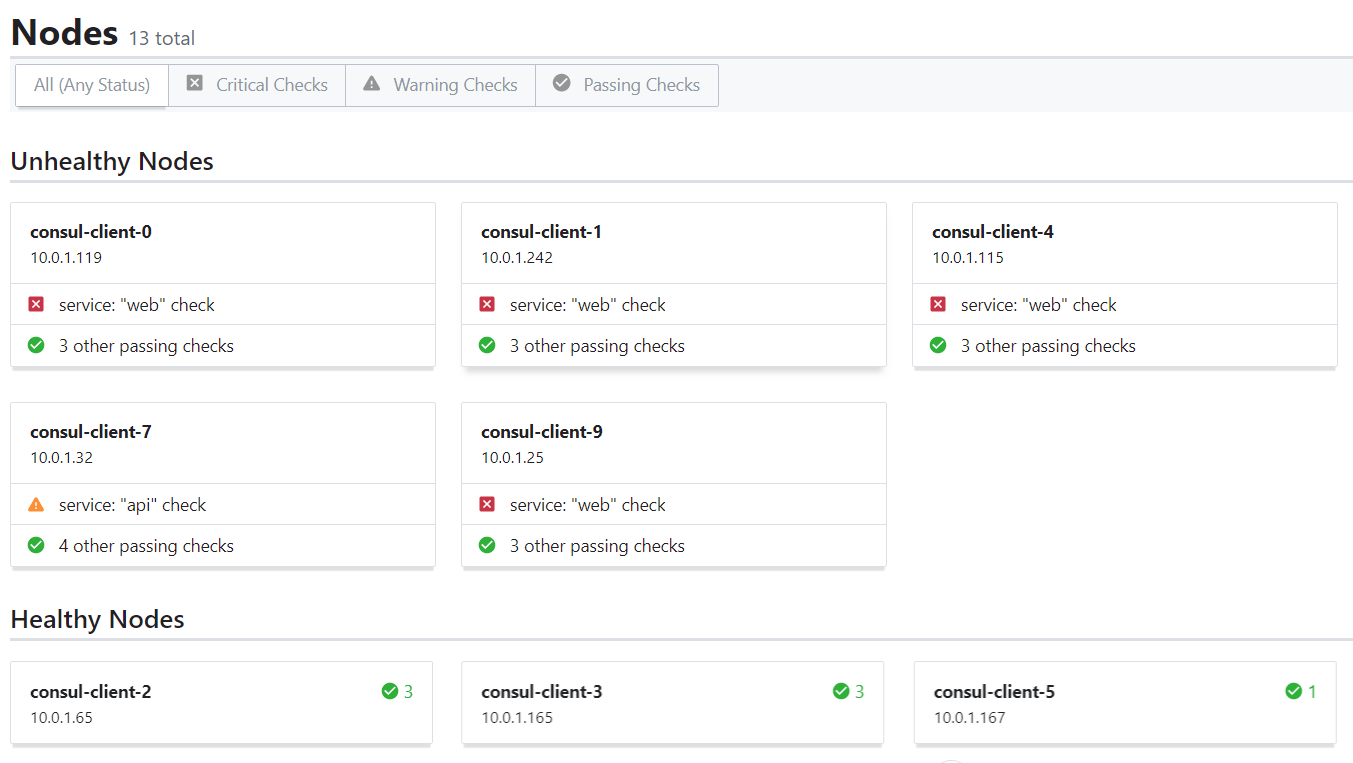 Nodes 13 total
All (Any Status) Critical Checks Warning Checks Passing Checks
Unhealthy Nodes
consul-client-0
10.0.1.119
service: "web" check
3 other passing checks
consul-client-1
10.0.1.242
service: "web" check
3 other passing checks
consul-client-4
10.0.1.115
service: "web" check
3 other passing checks
consul-client-7
10.0.1.32
service: "api" check
4 other passing checks
consul-client-9
10.0.1.25
service: "web" check
3 other passing checks
Healthy Nodes
consul-client-2 3
10.0.1.65
consul-client-3 3
10.0.1.165
consul-client-5 1
10.0.1.167